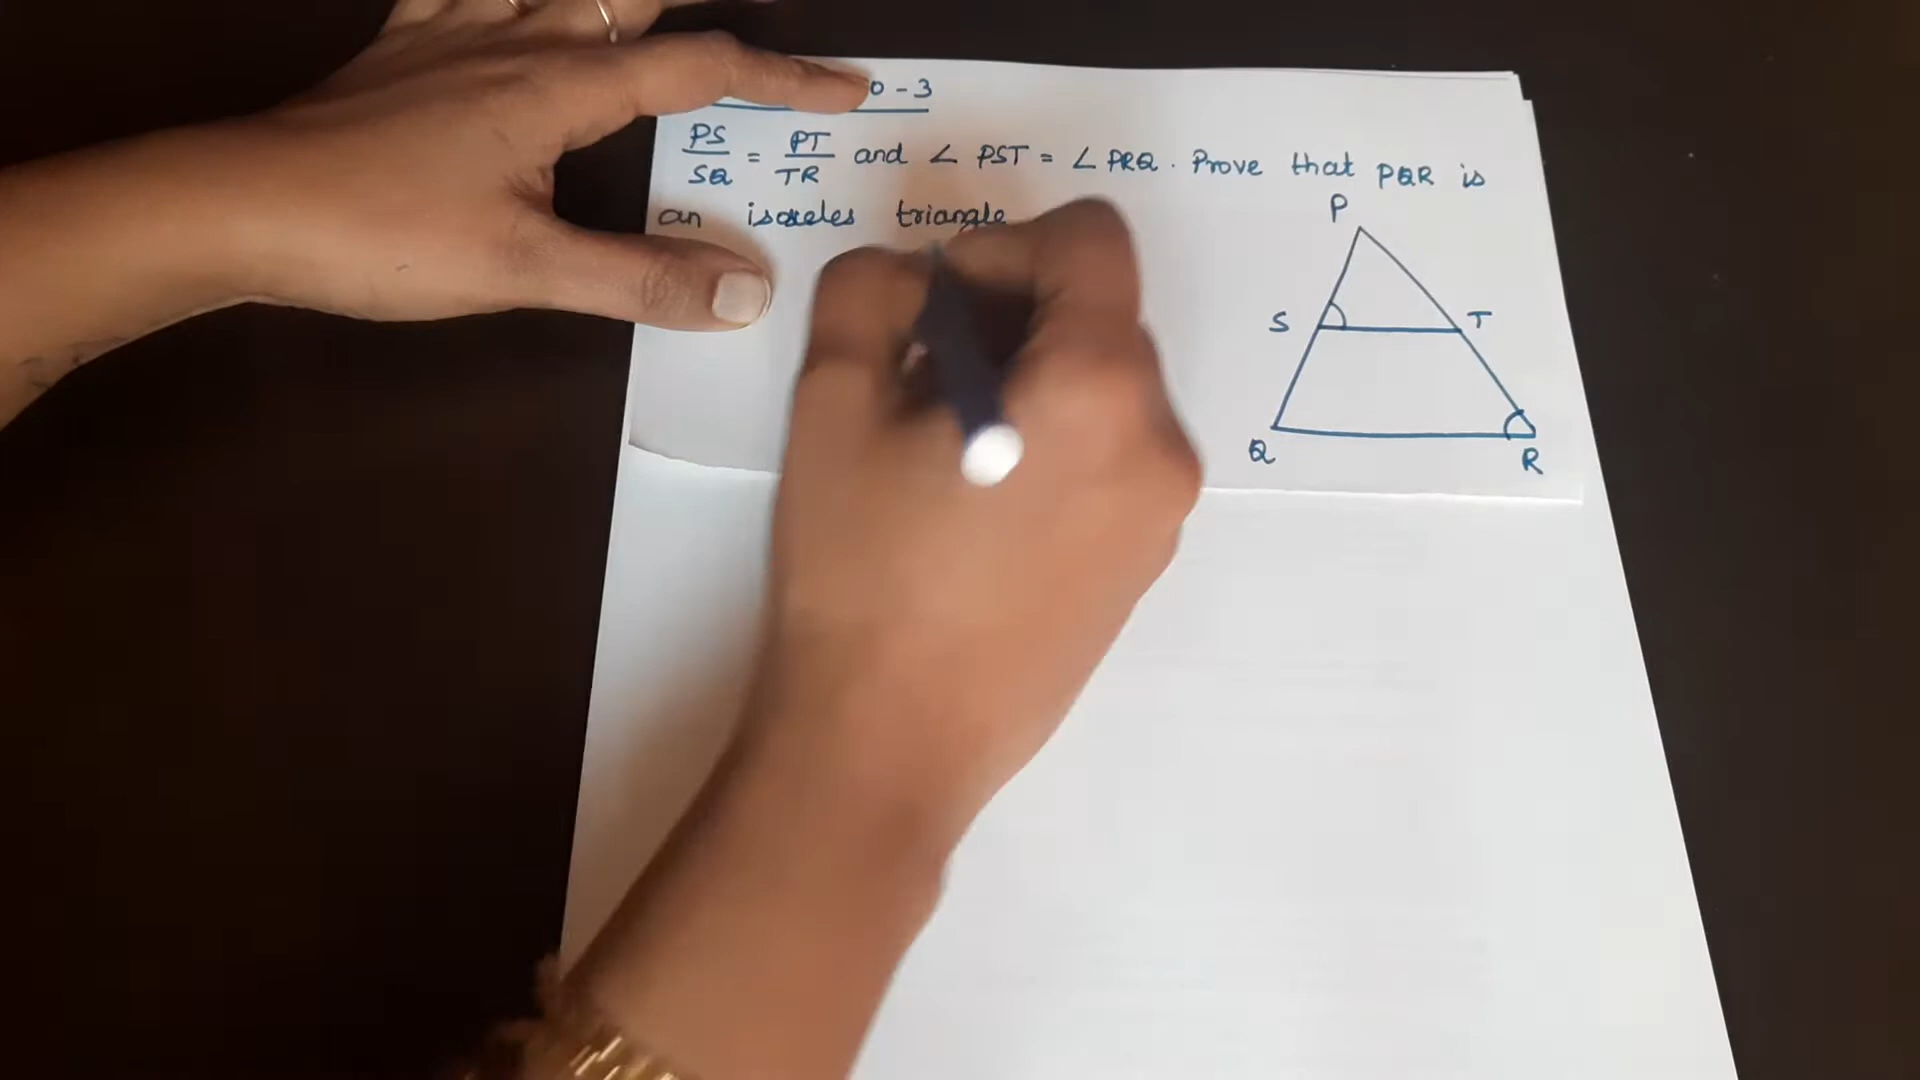 0 - 3
PS/SQ = PT/TR and ∠ PST = ∠ PRQ. Prove that PQR is
an isosceles triangle
P
S T
Q R